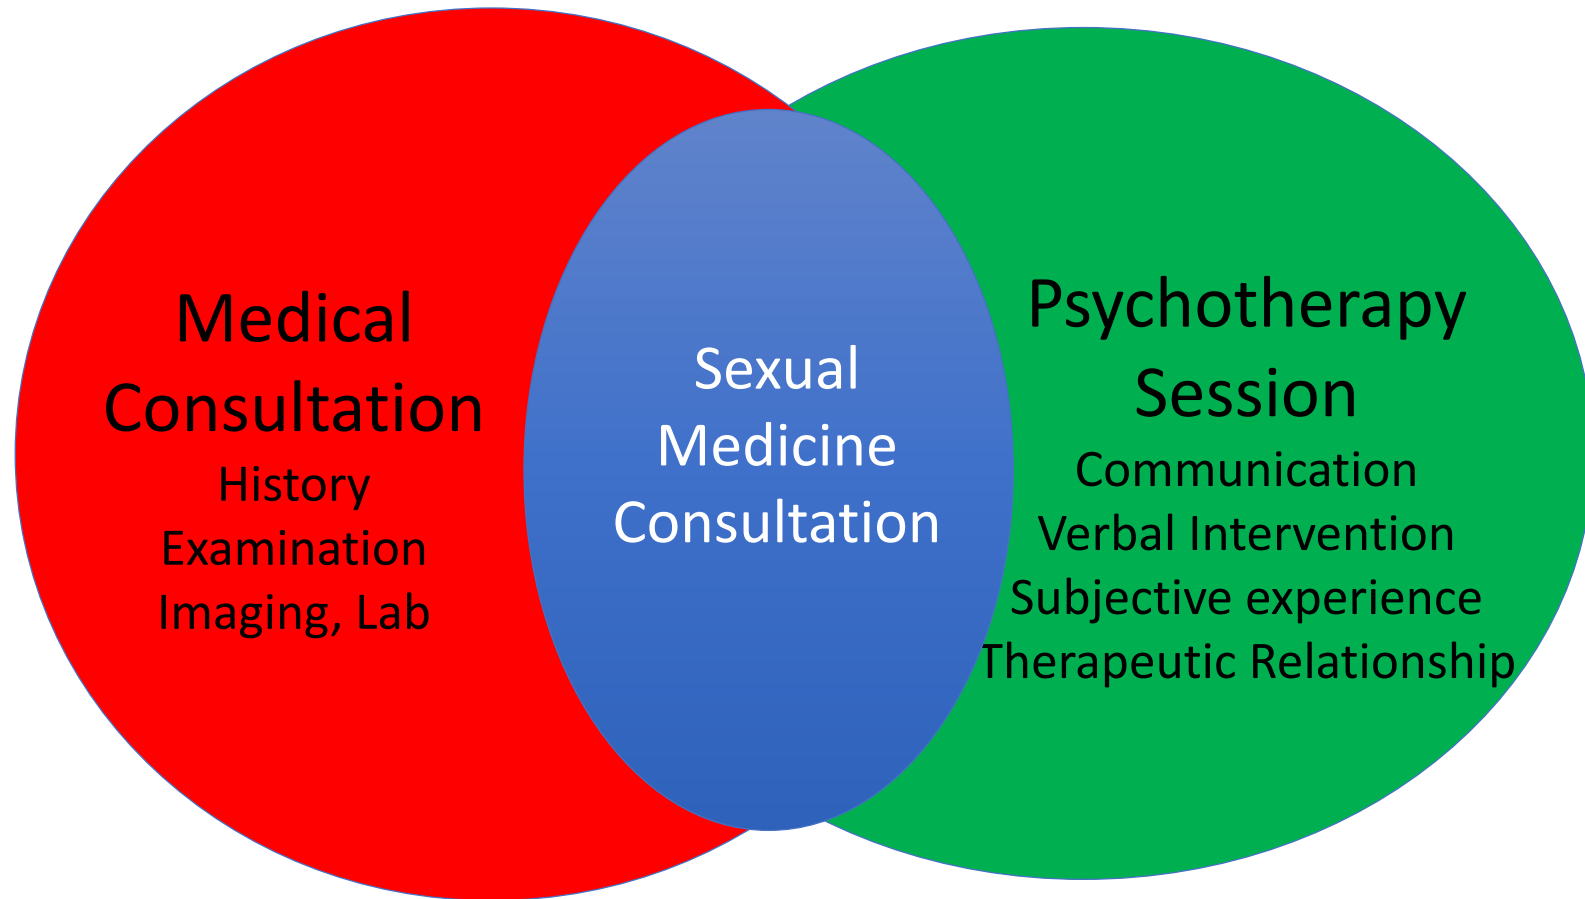 Medical
Consultation
History
Examination
Imaging, Lab
Sexual
Medicine
Consultation
Psychotherapy
Session
Communication
Verbal Intervention
Subjective experience
Therapeutic Relationship